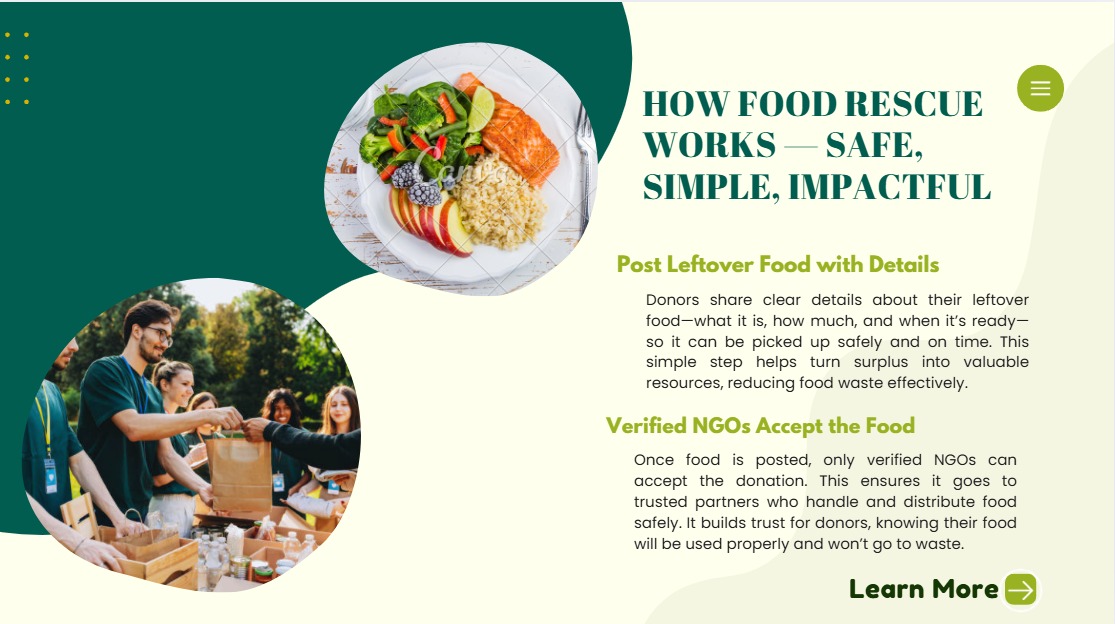 Canva
HOW FOOD RESCUE
WORKS — SAFE,
SIMPLE, IMPACTFUL
Post Leftover Food with Details
Donors share clear details about their leftover
food—what it is, how much, and when it’s ready—
so it can be picked up safely and on time. This
simple step helps turn surplus into valuable
resources, reducing food waste effectively.
Verified NGOs Accept the Food
Once food is posted, only verified NGOs can
accept the donation. This ensures it goes to
trusted partners who handle and distribute food
safely. It builds trust for donors, knowing their food
will be used properly and won’t go to waste.
Learn More